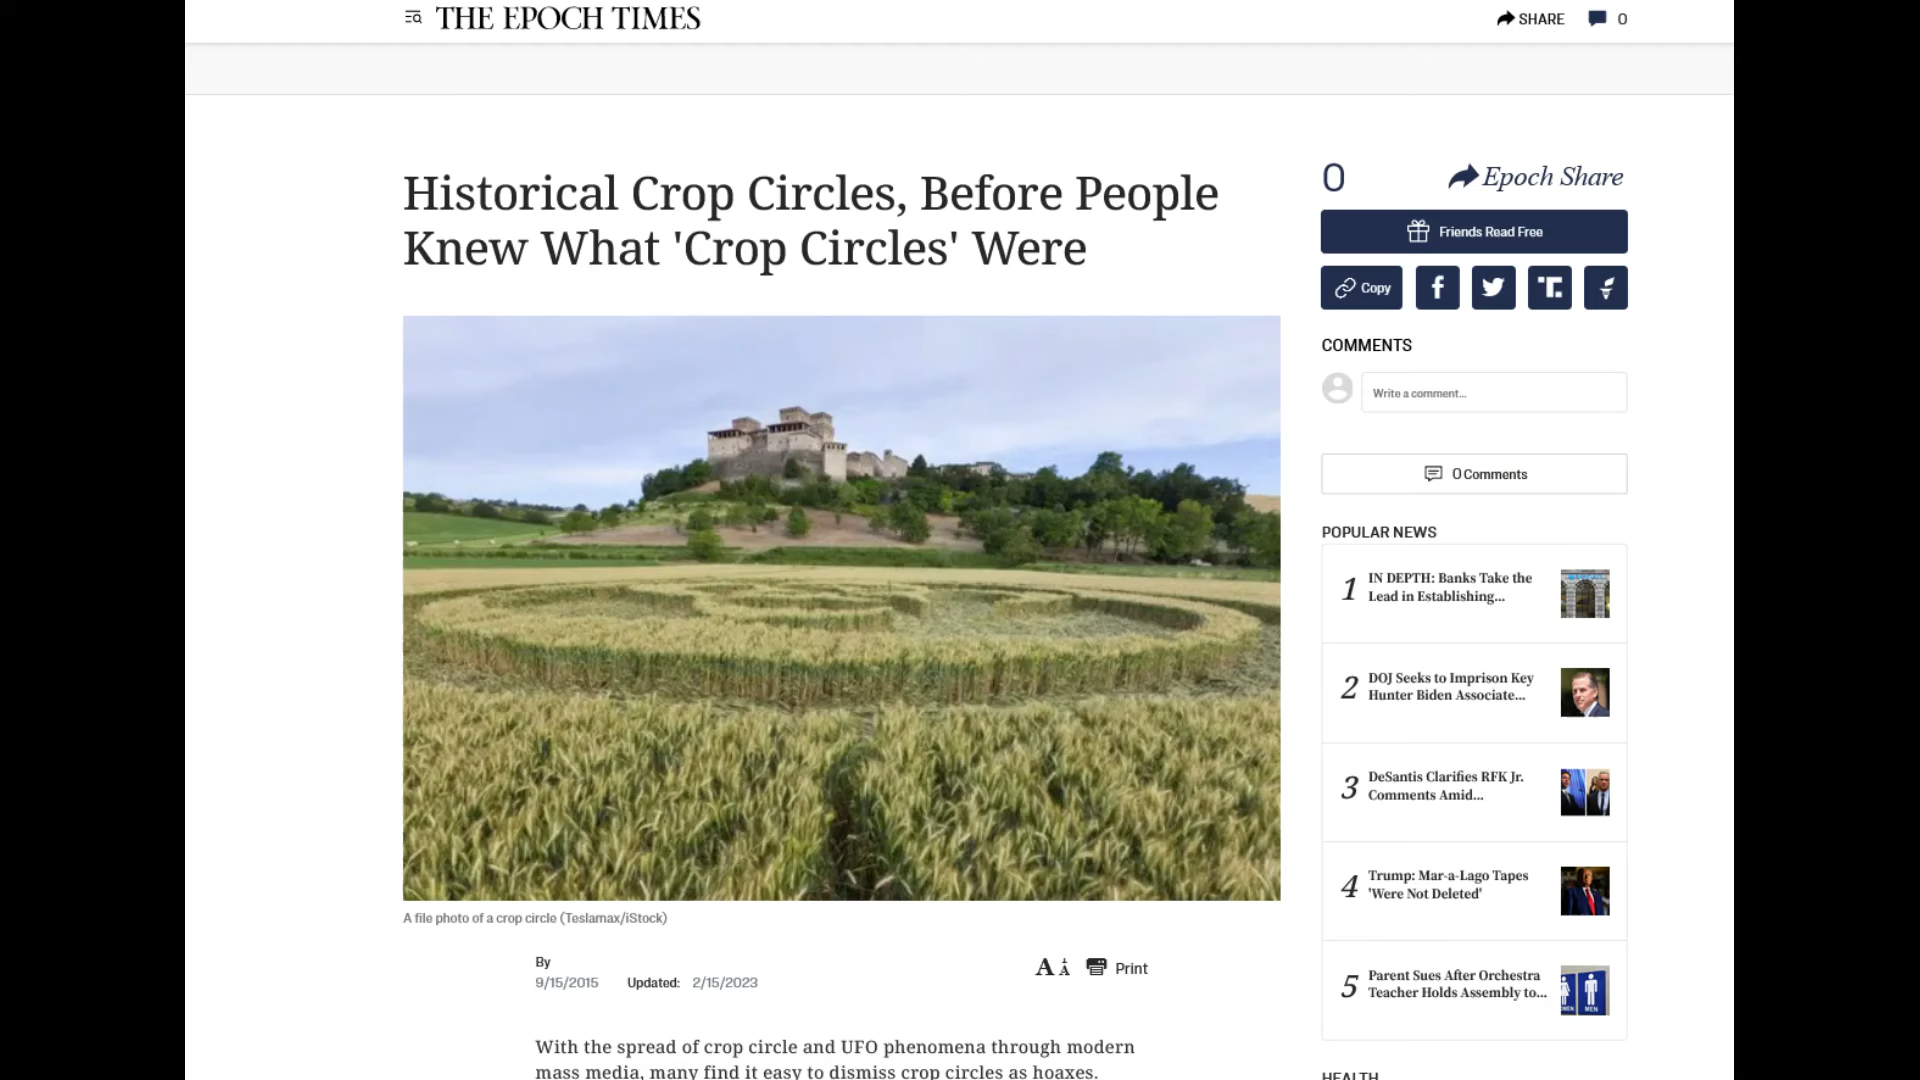 THE EPOCH TIMES
SHARE
0
Historical Crop Circles, Before People
Knew What 'Crop Circles' Were
A file photo of a crop circle (Teslamax/iStock)
By
9/15/2015 Updated: 2/15/2023
A A Print
With the spread of crop circle and UFO phenomena through modern
mass media, many find it easy to dismiss crop circles as hoaxes.
0 Epoch Share
Friends Read Free
Copy
COMMENTS
Write a comment...
0 Comments
POPULAR NEWS
1 IN DEPTH: Banks Take the
Lead in Establishing...
2 DOJ Seeks to Imprison Key
Hunter Biden Associate...
3 DeSantis Clarifies RFK Jr.
Comments Amid...
4 Trump: Mar-a-Lago Tapes
'Were Not Deleted'
5 Parent Sues After Orchestra
Teacher Holds Assembly to...
MEN
HEALTH